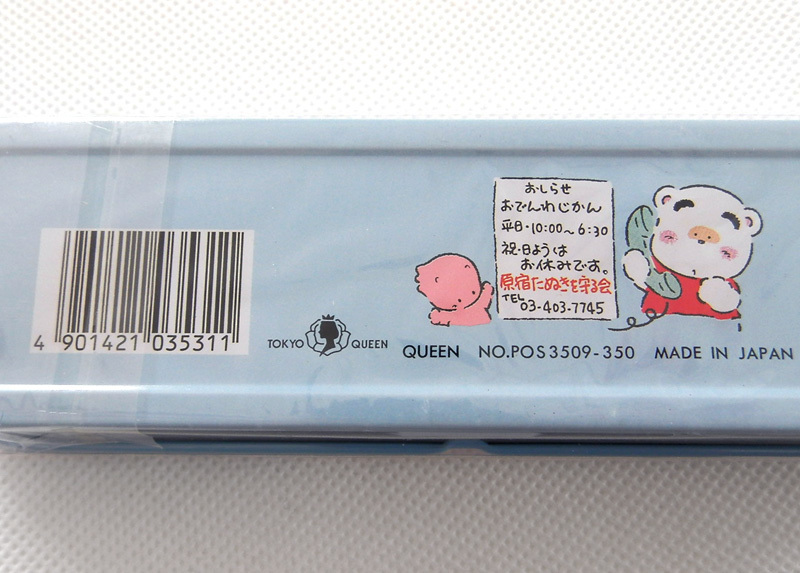 おしらせ
おでんわじかん
平日・10:00〜6:30
祝・日ようは
お休みです。
原宿たぬきを守る会
TEL 03-403-7745
4 901421 035311
TOKYO QUEEN
QUEEN NO.POS3509-350 MADE IN JAPAN